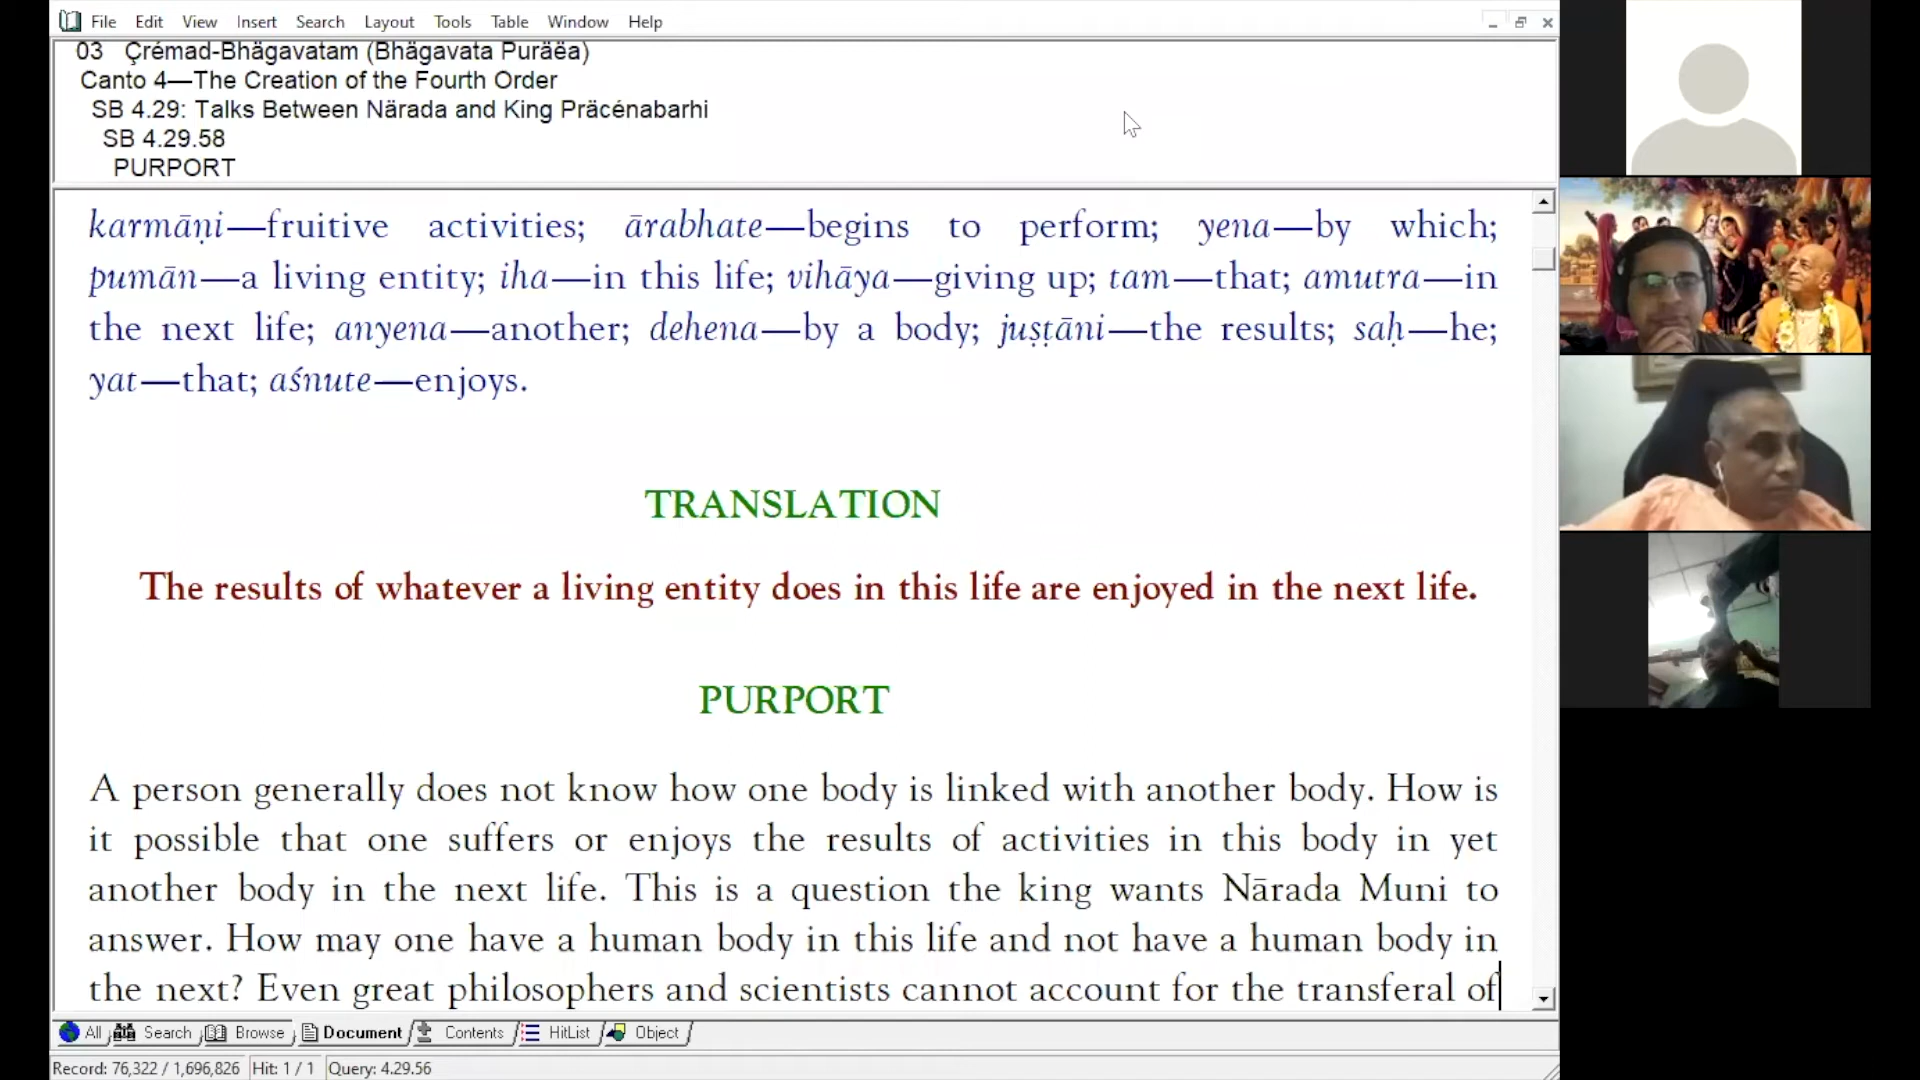 File Edit View Insert Search Layout Tools Table Window Help
03 Çrémad-Bhägavatam (Bhägavata Puräëa)
Canto 4—The Creation of the Fourth Order
SB 4.29: Talks Between Närada and King Präcénabarhi
SB 4.29.58
PURPORT
karmāṇi—fruitive activities; ārabhate—begins to perform; yena—by which;
pumān—a living entity; iha—in this life; vihāya—giving up; tam—that; amutra—in
the next life; anyena—another; dehena—by a body; juṣṭāni—the results; saḥ—he;
yat—that; aśnute—enjoys.
TRANSLATION
The results of whatever a living entity does in this life are enjoyed in the next life.
PURPORT
A person generally does not know how one body is linked with another body. How is
it possible that one suffers or enjoys the results of activities in this body in yet
another body in the next life. This is a question the king wants Nārada Muni to
answer. How may one have a human body in this life and not have a human body in
the next? Even great philosophers and scientists cannot account for the transferal of
All Search Browse Document Contents HitList Object
Record: 76,322 / 1,696,826 Hit: 1 / 1 Query: 4.29.56